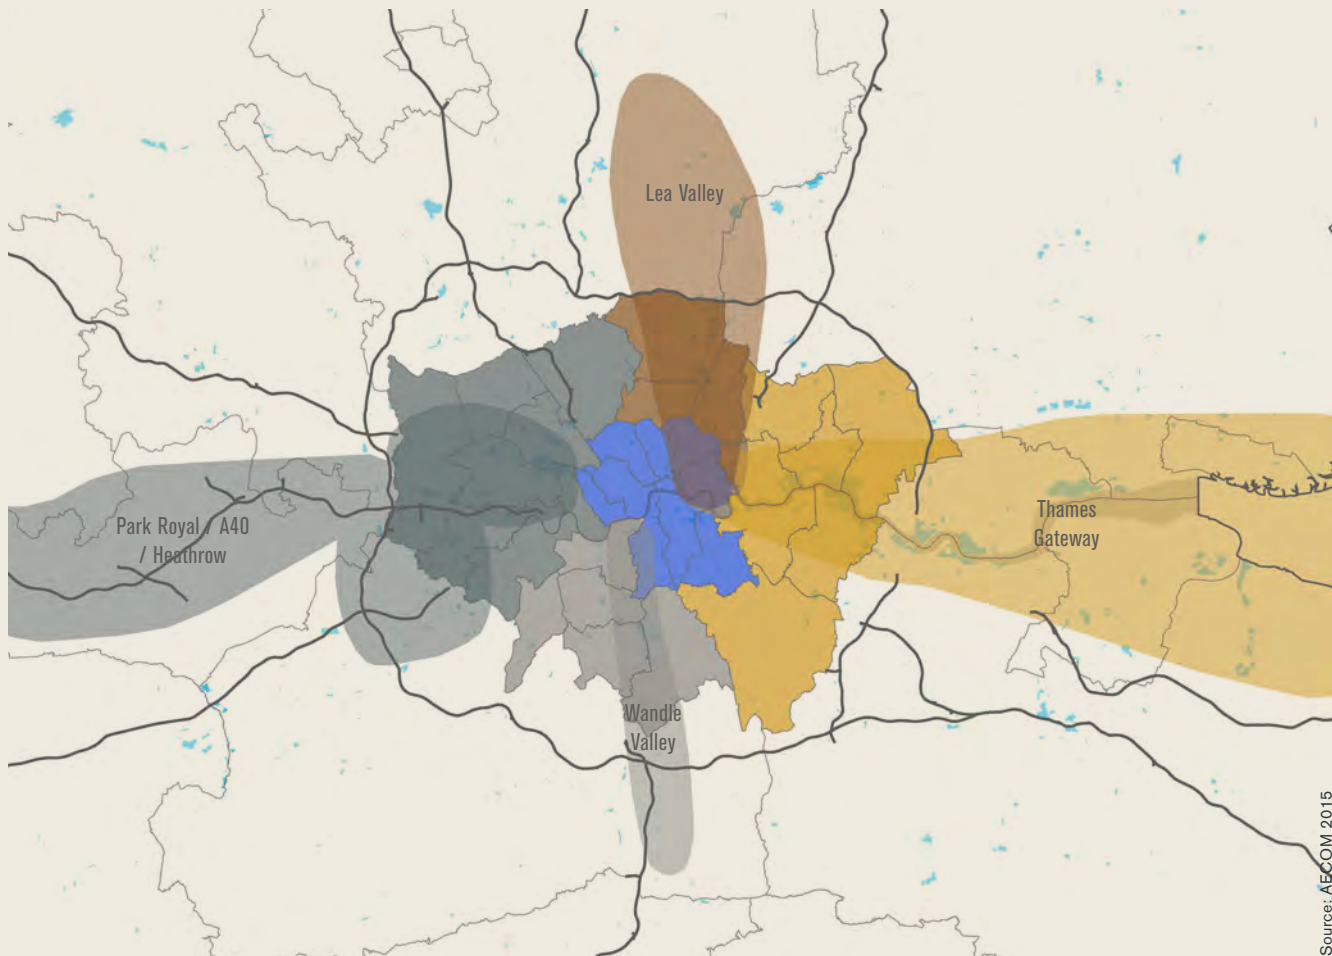 Lea Valley
Park Royal / A40
/ Heathrow
Thames
Gateway
Wandle
Valley
Source: AECOM 2015